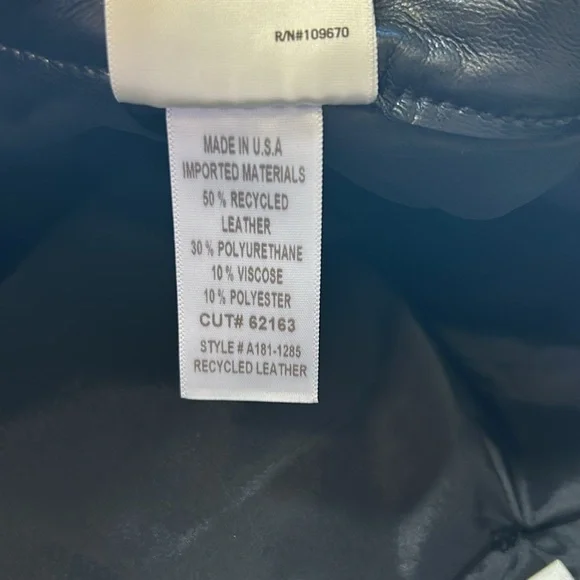 R/N#109670
MADE IN U.S.A
IMPORTED MATERIALS
50 % RECYCLED
LEATHER
30 % POLYURETHANE
10 % VISCOSE
10 % POLYESTER
CUT# 62163
STYLE # A181-1285
RECYCLED LEATHER